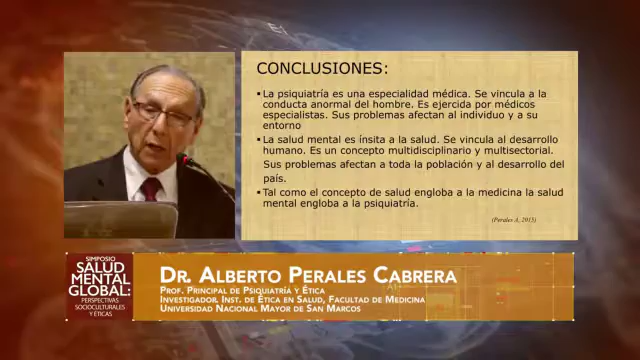 CONCLUSIONES:
▪La psiquiatría es una especialidad médica. Se vincula a la
conducta anormal del hombre. Es ejercida por médicos
especialistas. Sus problemas afectan al individuo y a su
entorno
▪La salud mental es ínsita a la salud. Se vincula al desarrollo
humano. Es un concepto multidisciplinario y multisectorial.
Sus problemas afectan a toda la población y al desarrollo del
país.
▪Tal como el concepto de salud engloba a la medicina la salud
mental engloba a la psiquiatría.
(Perales A, 2015)
SIMPOSIO
SALUD
MENTAL
GLOBAL:
PERSPECTIVAS
SOCIOCULTURALES
Y ÉTICAS
DR. ALBERTO PERALES CABRERA
PROF. PRINCIPAL DE PSIQUIATRÍA Y ÉTICA
INVESTIGADOR. INST. DE ÉTICA EN SALUD, FACULTAD DE MEDICINA
UNIVERSIDAD NACIONAL MAYOR DE SAN MARCOS